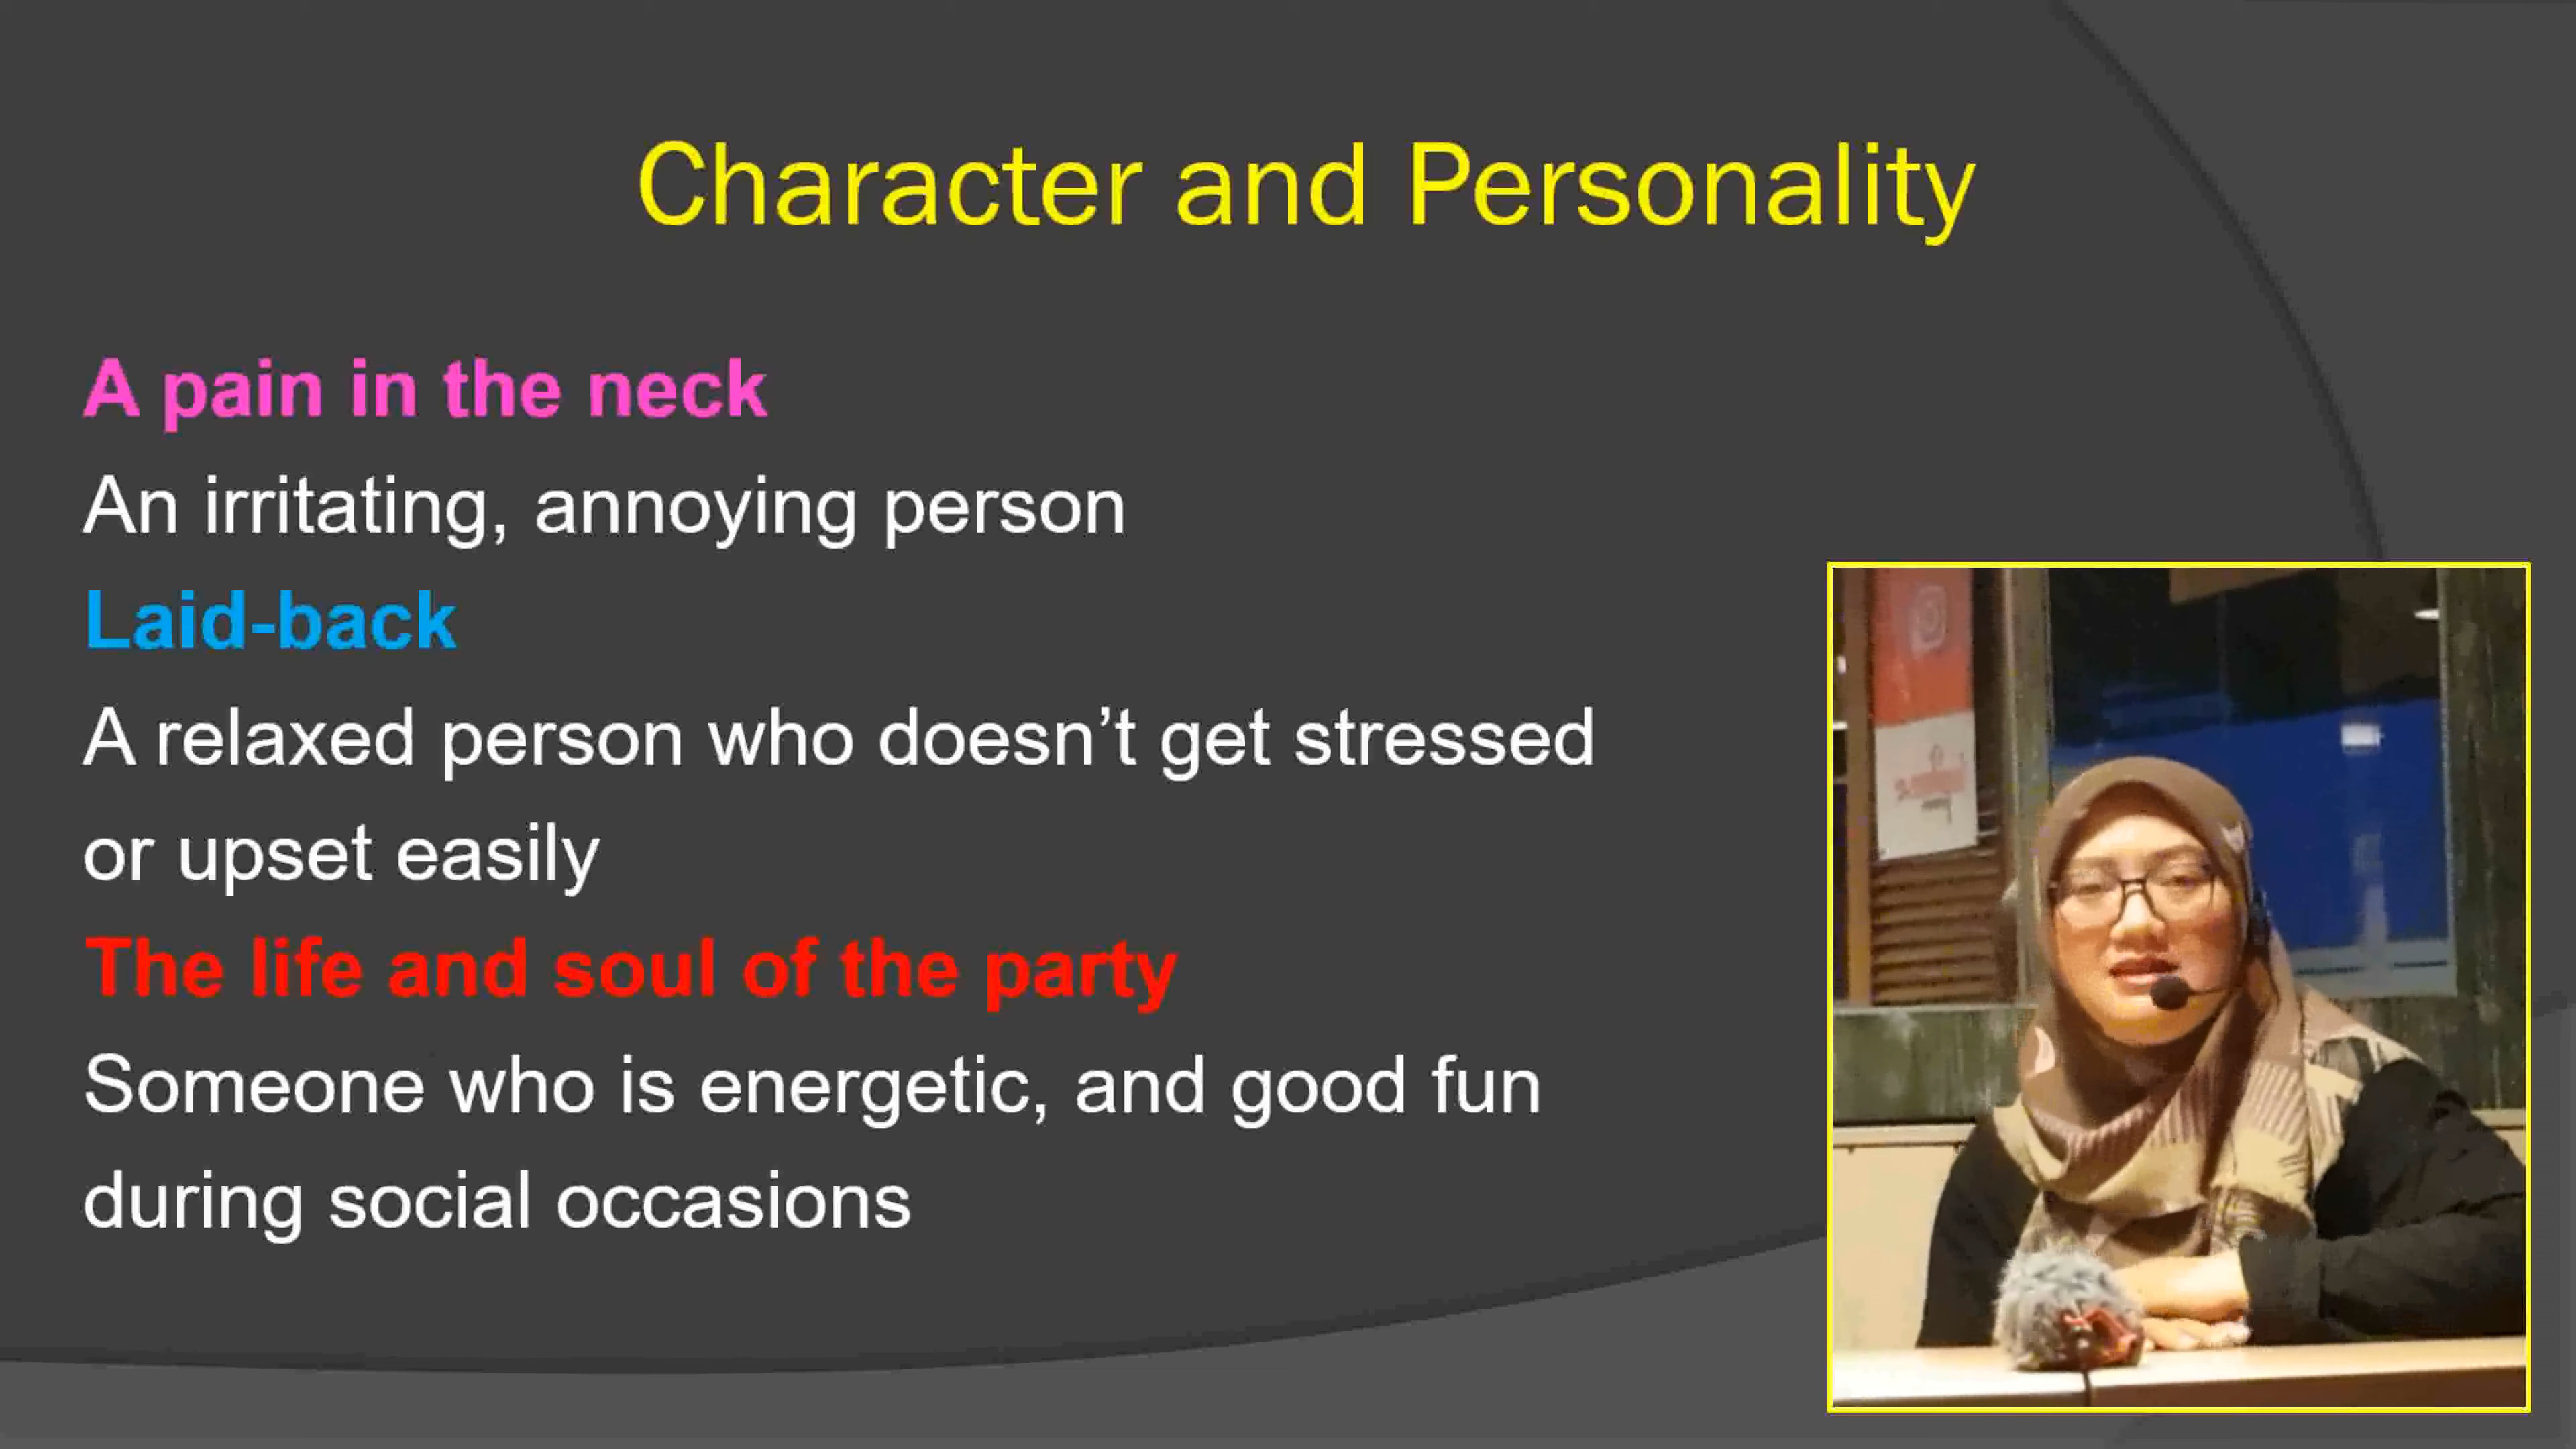 Character and Personality
A pain in the neck
An irritating, annoying person
Laid-back
A relaxed person who doesn’t get stressed
or upset easily
The life and soul of the party
Someone who is energetic, and good fun
during social occasions